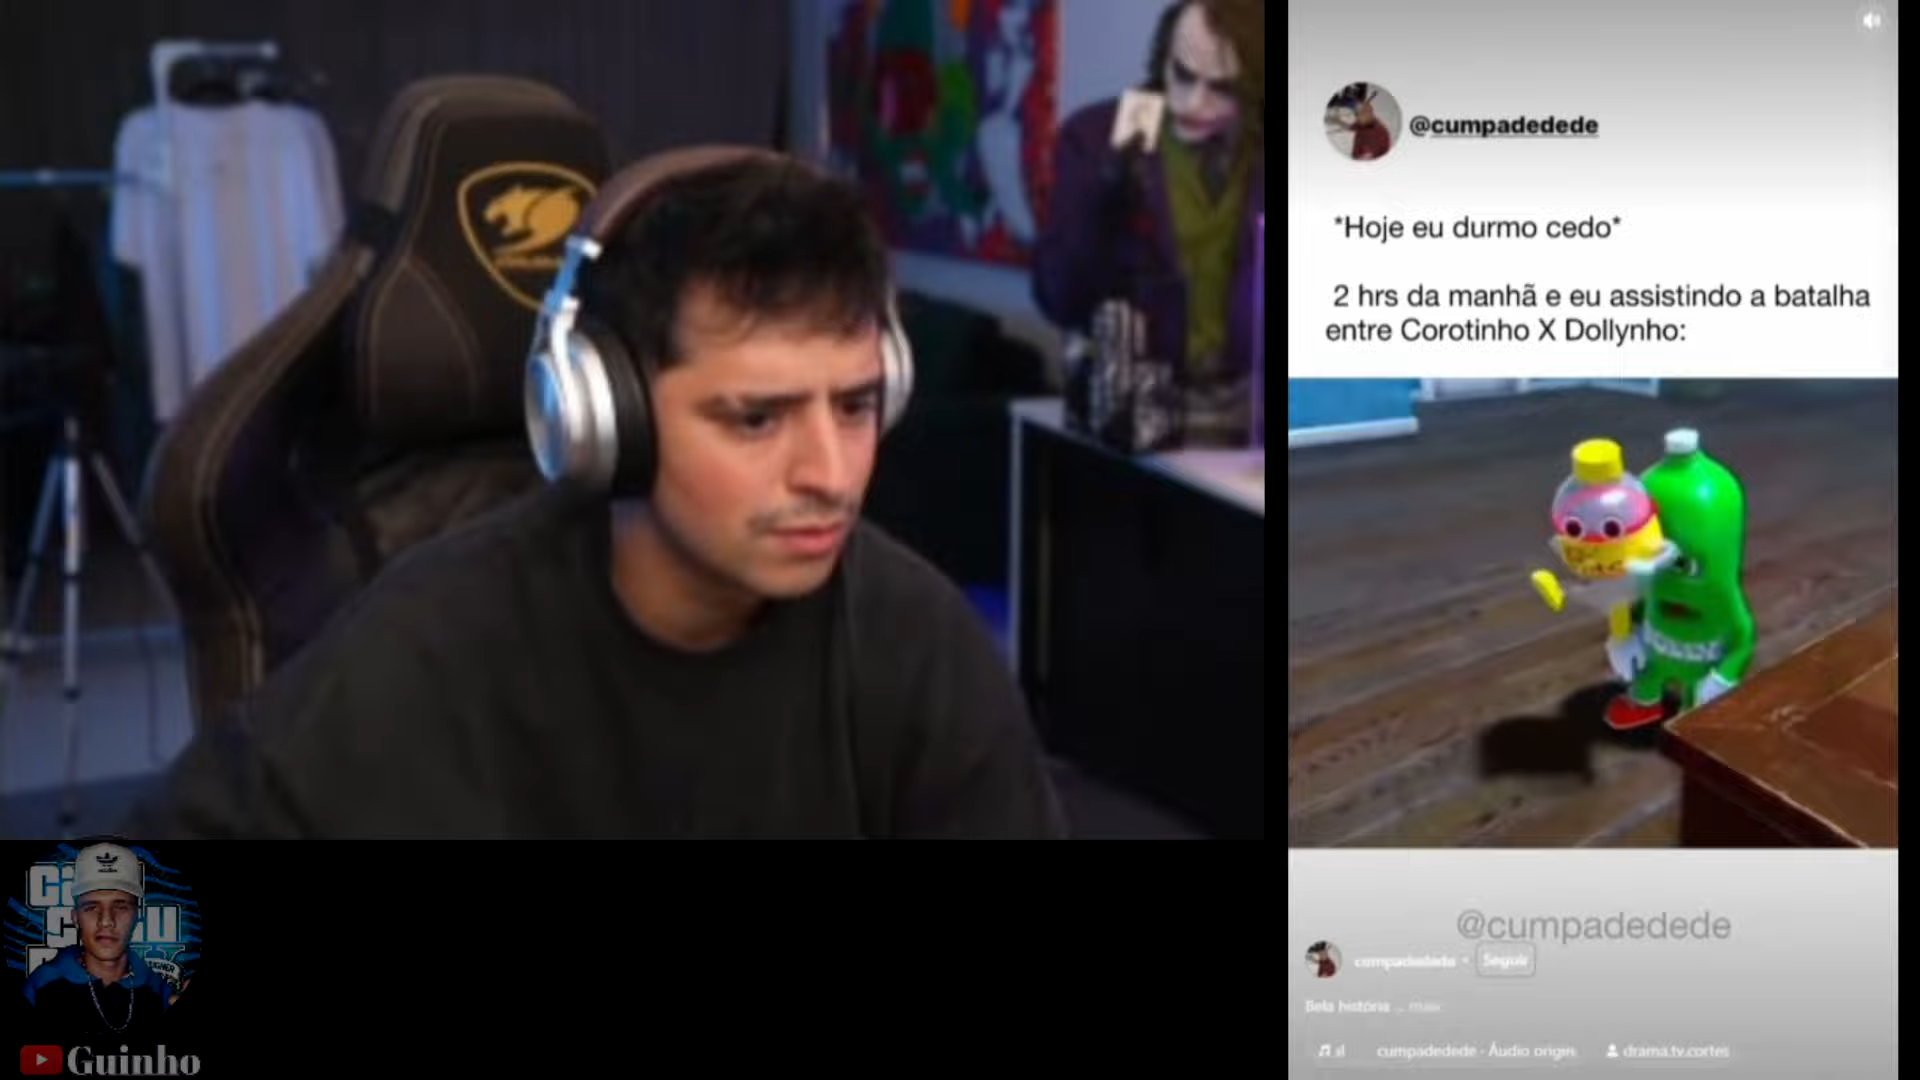 @cumpadedede
*Hoje eu durmo cedo*
2 hrs da manhã e eu assistindo a batalha
entre Corotinho X Dollynho:
@cumpadedede
cumpadedede • Seguir
Bela história ... mais
cumpadedede · Áudio origin
drama.tv.cortes
Guinho